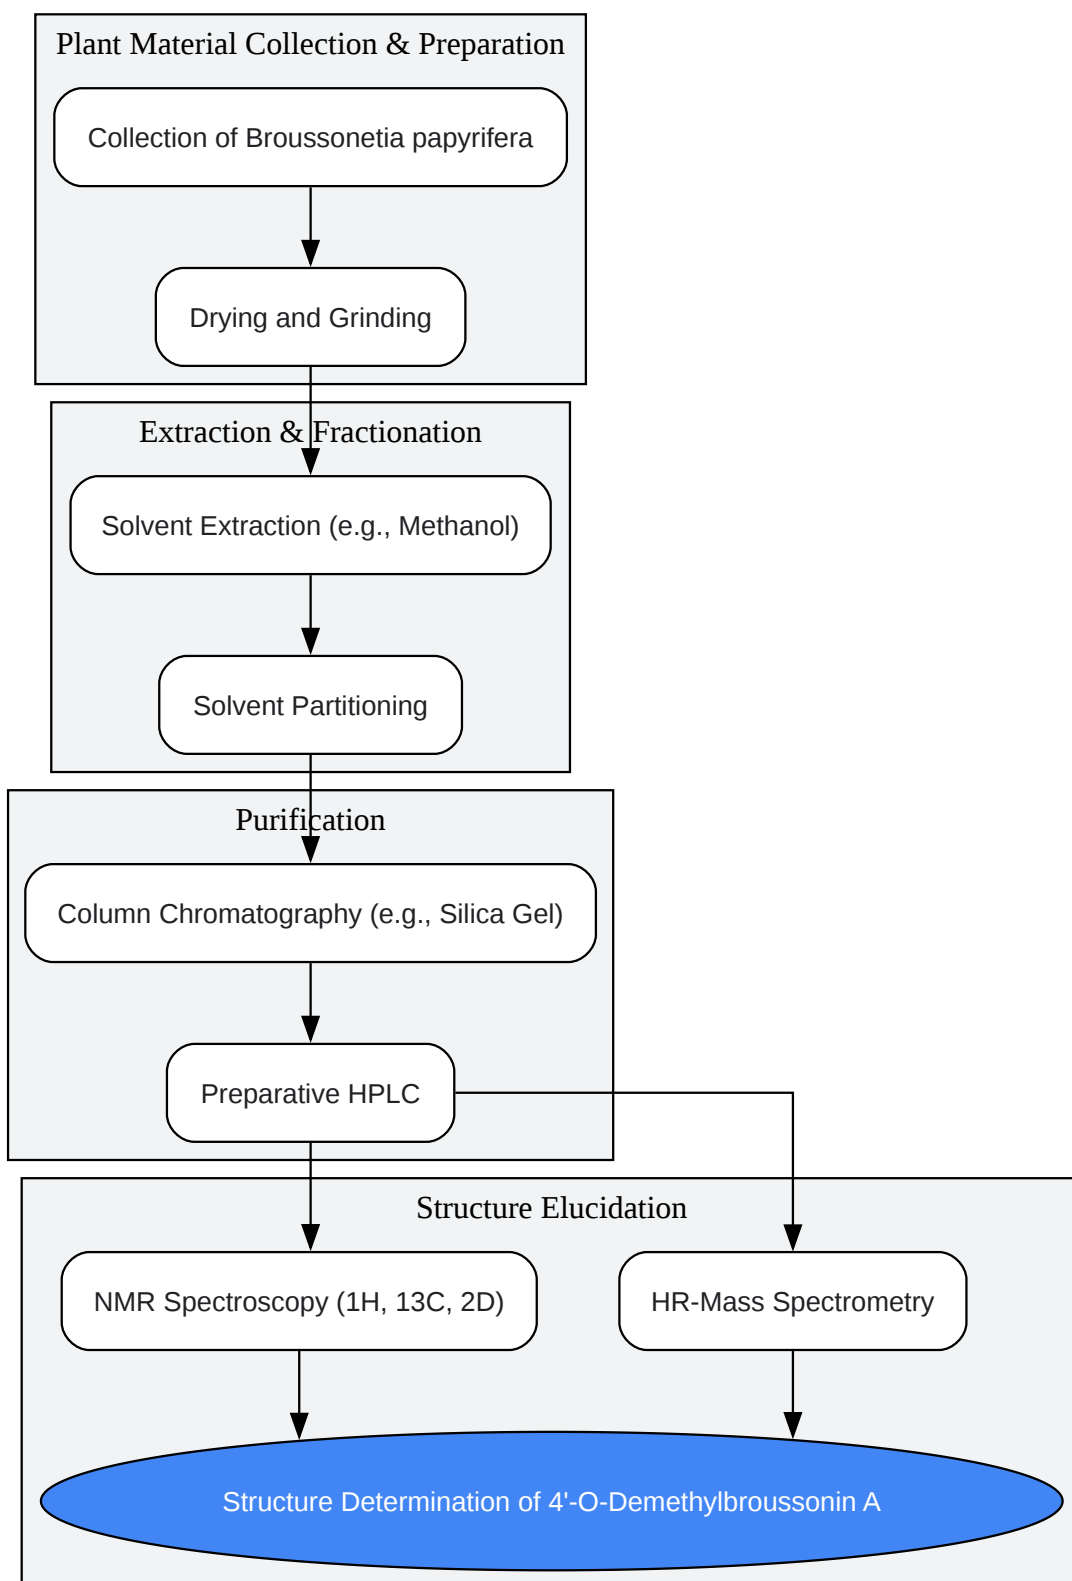 Plant Material Collection & Preparation
Collection of Broussonetia papyrifera
Drying and Grinding
Extraction & Fractionation
Solvent Extraction (e.g., Methanol)
Solvent Partitioning
Purification
Column Chromatography (e.g., Silica Gel)
Preparative HPLC
Structure Elucidation
NMR Spectroscopy (1H, 13C, 2D)
HR-Mass Spectrometry
Structure Determination of 4'-O-Demethylbroussonin A